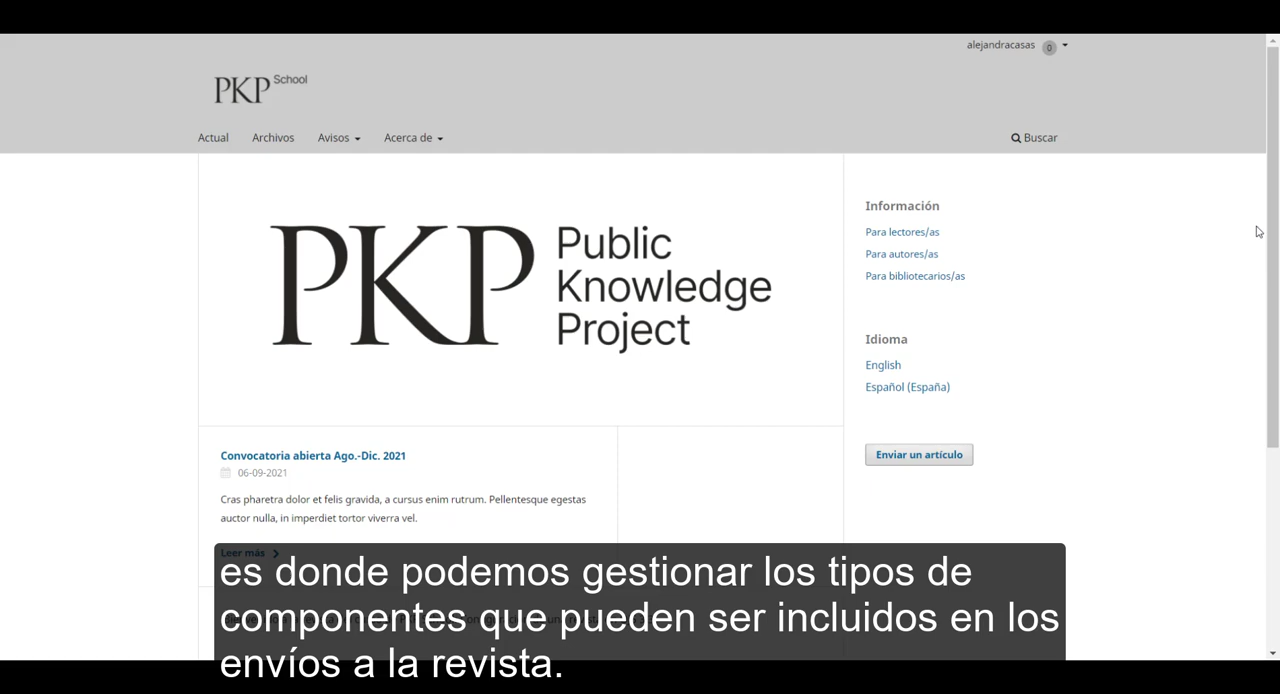 alejandracasas 0
PKP School
Actual Archivos Avisos Acerca de Buscar
PKP Public
Knowledge
Project
Información
Para lectores/as
Para autores/as
Para bibliotecarios/as
Idioma
English
Español (España)
Enviar un artículo
Convocatoria abierta Ago.-Dic. 2021
06-09-2021
Cras pharetra dolor et felis gravida, a cursus enim rutrum. Pellentesque egestas
auctor nulla, in imperdiet tortor viverra vel.
Leer más
es donde podemos gestionar los tipos de
componentes que pueden ser incluidos en los
envíos a la revista.